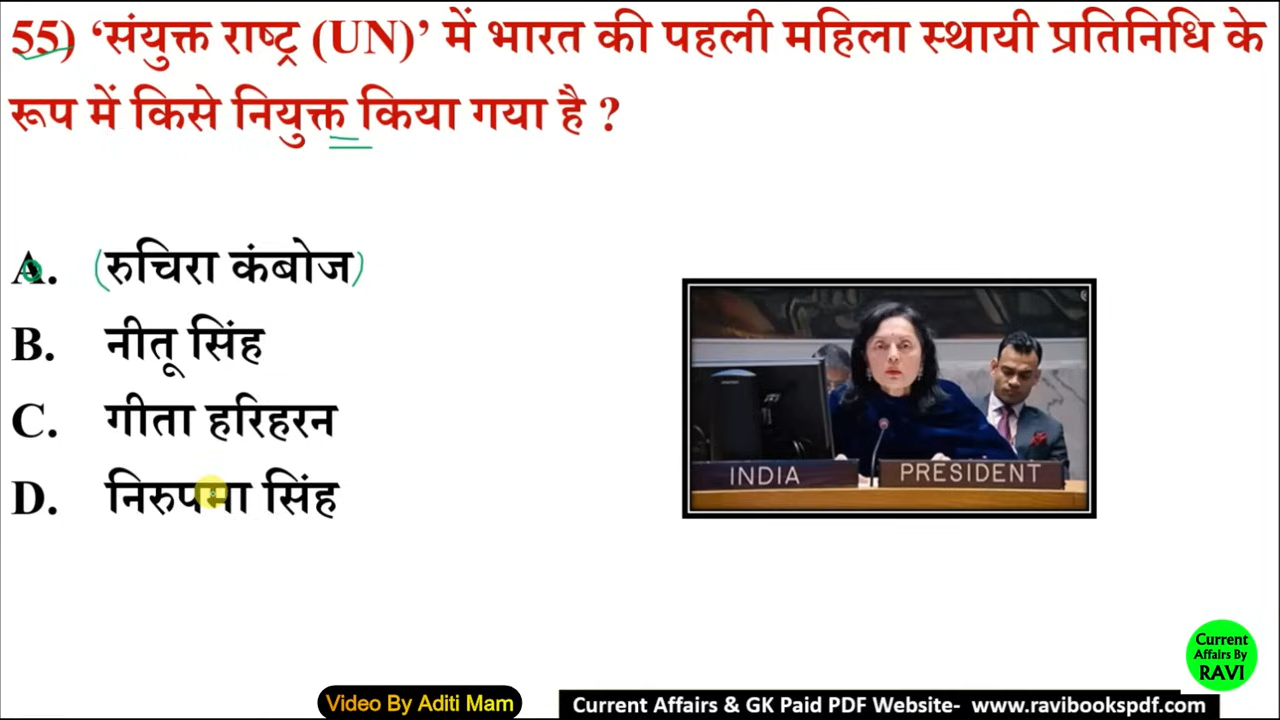 55) ‘संयुक्त राष्ट्र (UN)’ में भारत की पहली महिला स्थायी प्रतिनिधि के
रूप में किसे नियुक्त किया गया है ?
A. (रुचिरा कंबोज)
B. नीतू सिंह
C. गीता हरिहरन
D. निरुपमा सिंह
INDIA PRESIDENT
Current
Affairs By
RAVI
Video By Aditi Mam
Current Affairs & GK Paid PDF Website- www.ravibookspdf.com